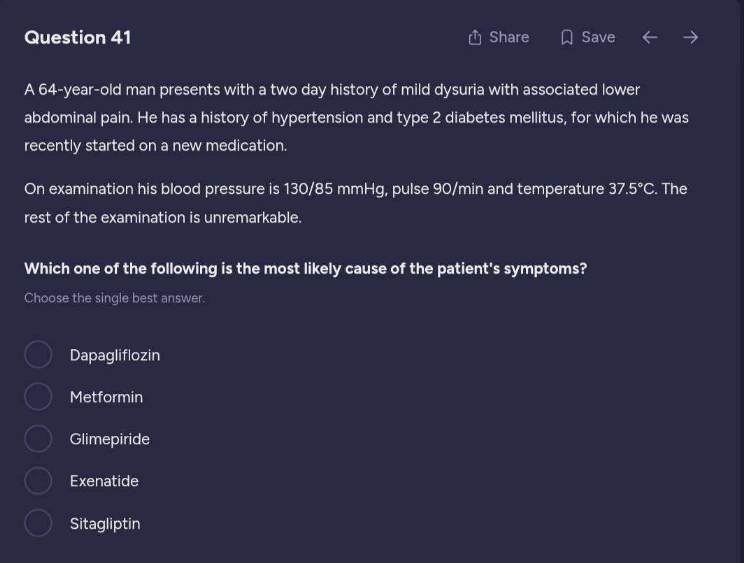 Question 41
Share
Save
A 64-year-old man presents with a two day history of mild dysuria with associated lower
abdominal pain. He has a history of hypertension and type 2 diabetes mellitus, for which he was
recently started on a new medication.
On examination his blood pressure is 130/85 mmHg, pulse 90/min and temperature 37.5°C. The
rest of the examination is unremarkable.
Which one of the following is the most likely cause of the patient's symptoms?
Choose the single best answer.
Dapagliflozin
Metformin
Glimepiride
Exenatide
Sitagliptin